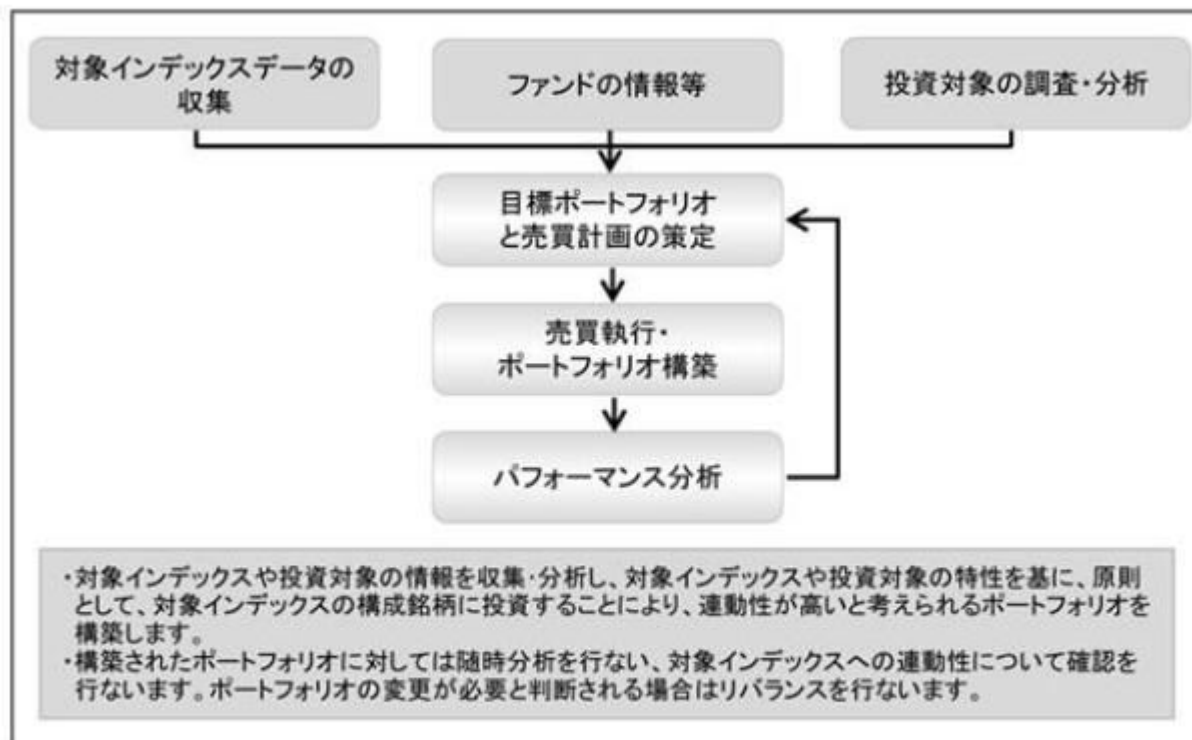 対象インデックスデータの
収集
ファンドの情報等
投資対象の調査・分析
目標ポートフォリオ
と売買計画の策定
売買執行・
ポートフォリオ構築
パフォーマンス分析
・対象インデックスや投資対象の情報を収集・分析し、対象インデックスや投資対象の特性を基に、原則
として、対象インデックスの構成銘柄に投資することにより、連動性が高いと考えられるポートフォリオを
構築します。
・構築されたポートフォリオに対しては随時分析を行ない、対象インデックスへの連動性について確認を
行ないます。ポートフォリオの変更が必要と判断される場合はリバランスを行ないます。